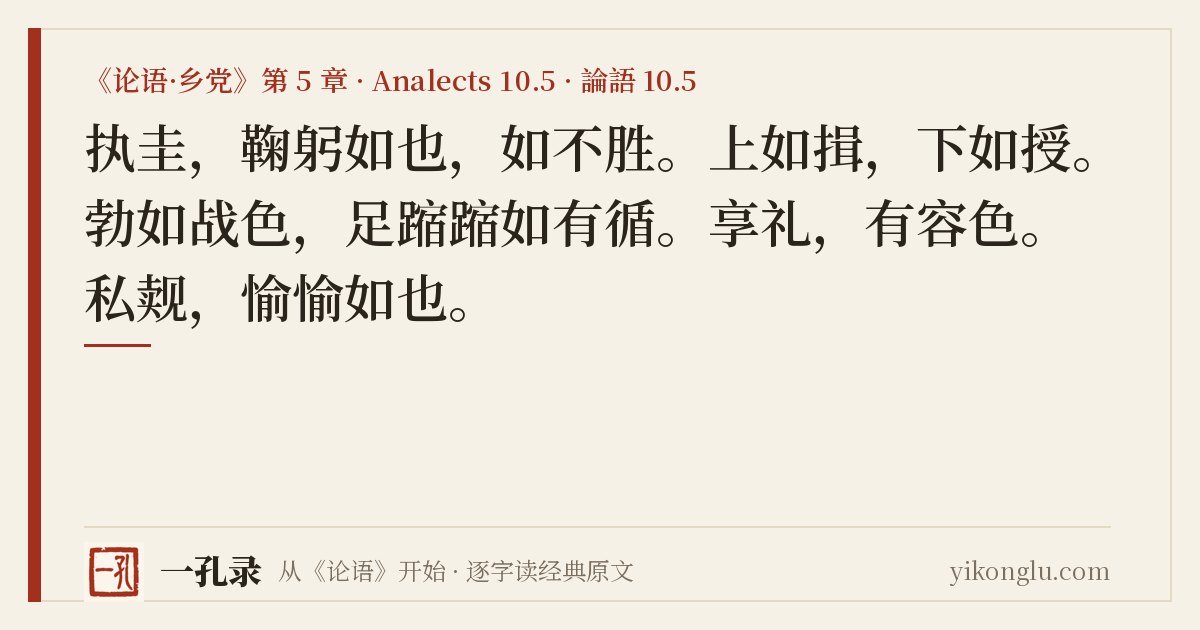 《论语·乡党》第 5 章 · Analects 10.5 · 論語 10.5
执圭，鞠躬如也，如不胜。上如揖，下如授。
勃如战色，足蹜蹜如有循。享礼，有容色。
私觌，愉愉如也。
一孔
一孔录 从《论语》开始 · 逐字读经典原文 yikonglu.com